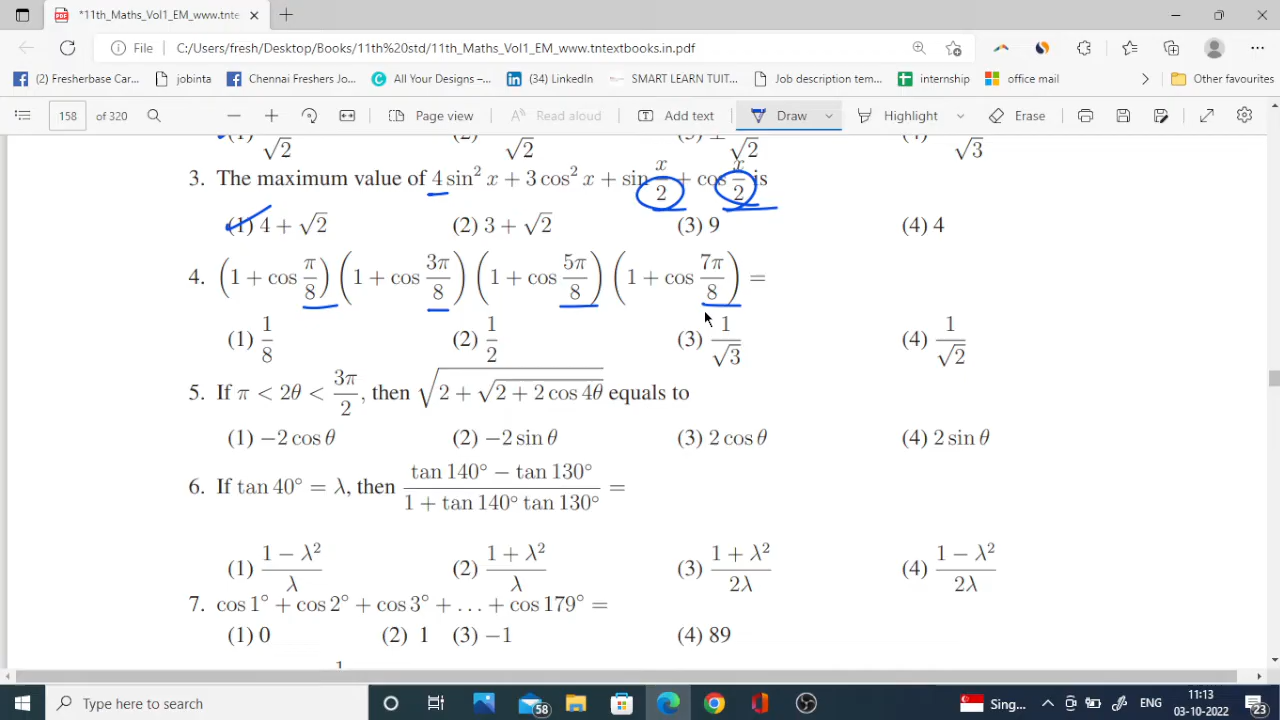 *11th_Maths_Vol1_EM_www.tnte
File C:/Users/fresh/Desktop/Books/11th%20std/11th_Maths_Vol1_EM_www.tntextbooks.in.pdf
(2) Fresherbase Car... jobinta Chennai Freshers Jo... All Your Designs –... (34) LinkedIn SMART LEARN TUIT... Job description tem... internship office mail Other favourites
158 of 320 Page view Read aloud Add text Draw Highlight Erase
√2 √2 √2 √3
3. The maximum value of 4 sin² x + 3 cos² x + sin x/2 + cos x/2 is
(1) 4 + √2 (2) 3 + √2 (3) 9 (4) 4
4. (1 + cos π/8) (1 + cos 3π/8) (1 + cos 5π/8) (1 + cos 7π/8) =
(1) 1/8 (2) 1/2 (3) 1/√3 (4) 1/√2
5. If π < 2θ < 3π/2, then √(2 + √(2 + 2 cos 4θ)) equals to
(1) −2 cos θ (2) −2 sin θ (3) 2 cos θ (4) 2 sin θ
6. If tan 40° = λ, then (tan 140° − tan 130°)/(1 + tan 140° tan 130°) =
(1) (1 − λ²)/λ (2) (1 + λ²)/λ (3) (1 + λ²)/2λ (4) (1 − λ²)/2λ
7. cos 1° + cos 2° + cos 3° + . . . + cos 179° =
(1) 0 (2) 1 (3) −1 (4) 89
Type here to search 58 Sing... ENG 11:13
03-10-2022 23